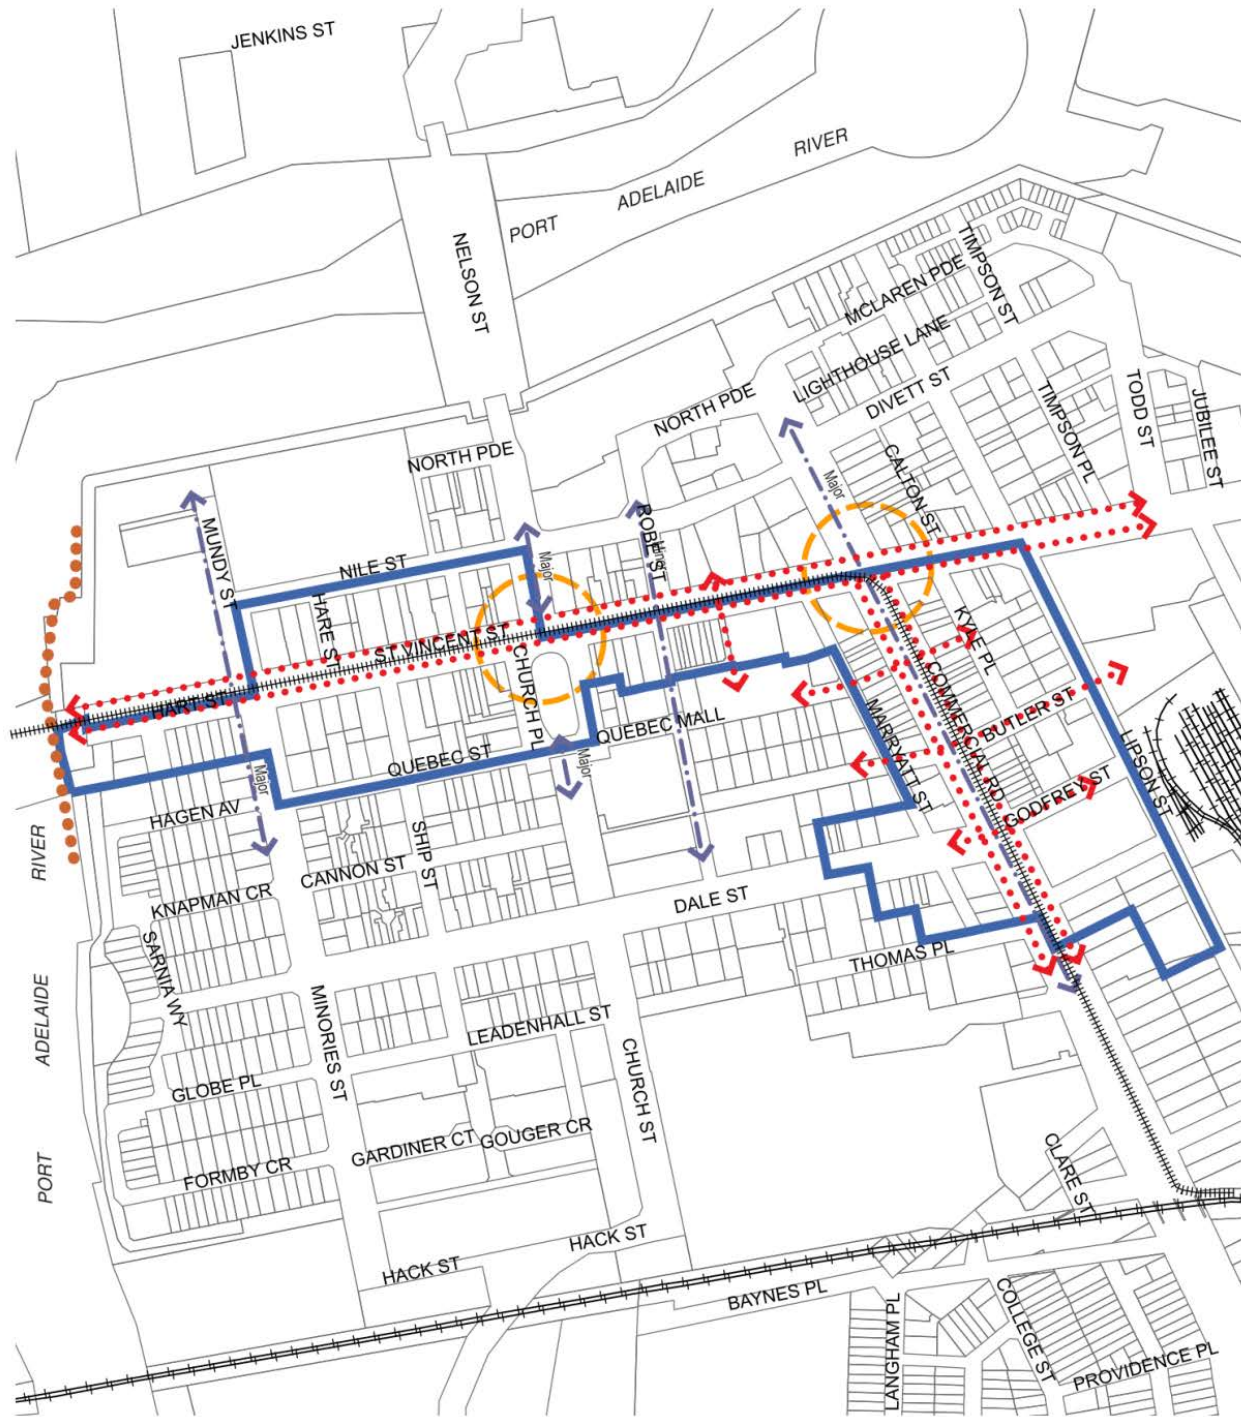 JENKINS ST
PORT
ADELAIDE
RIVER
NELSON ST
TIMPSON ST
MCLAREN PDE
LIGHTHOUSE LANE
DIVETT ST
NORTH PDE
TIMPSON PL
TODD ST
JUBILEE ST
NORTH PDE
CALTON ST
Major
MUNDY ST
ROBE ST
Major
NILE ST
HARE ST
ST VINCENT ST
CHURCH PL
KYLE PL
HART ST
COMMERCIAL RD
MARRYATT ST
BUTLER ST
LIPSON ST
QUEBEC MALL
QUEBEC ST
Major
Major
GODFREY ST
HAGEN AV
SHIP ST
CANNON ST
KNAPMAN CR
DALE ST
THOMAS PL
SARNIA WY
MINORIES ST
LEADENHALL ST
CHURCH ST
GLOBE PL
GARDINER CT
GOUGER CR
FORMBY CR
CLARE ST
HACK ST
HACK ST
BAYNES PL
LANGHAM PL
COLLEGE ST
PROVIDENCE PL
RIVER
ADELAIDE
PORT